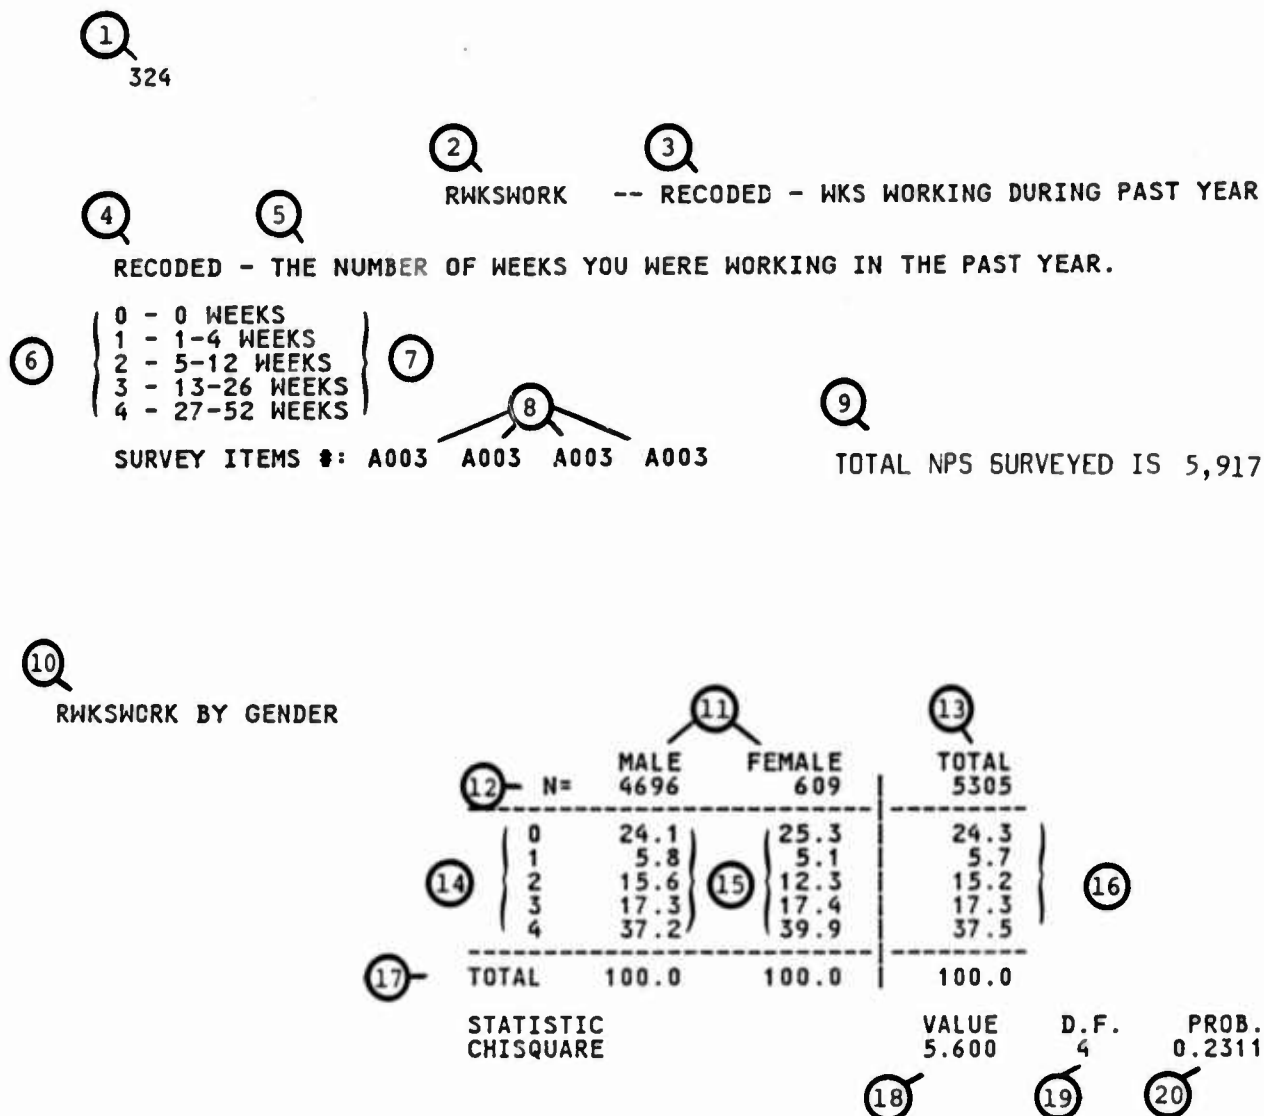 1
324
2 3
RWKSWORK -- RECODED - WKS WORKING DURING PAST YEAR
4 5
RECODED - THE NUMBER OF WEEKS YOU WERE WORKING IN THE PAST YEAR.
0 - 0 WEEKS
1 - 1-4 WEEKS
6 2 - 5-12 WEEKS 7
3 - 13-26 WEEKS
4 - 27-52 WEEKS
8 9
SURVEY ITEMS #: A003 A003 A003 A003 TOTAL NPS SURVEYED IS 5,917
10
RWKSWORK BY GENDER
11 13
MALE FEMALE TOTAL
12 N= 4696 609 5305
0 24.1 25.3 24.3
1 5.8 5.1 5.7
14 2 15.6 15 12.3 15.2 16
3 17.3 17.4 17.3
4 37.2 39.9 37.5
17 TOTAL 100.0 100.0 100.0
STATISTIC VALUE D.F. PROB.
CHISQUARE 5.600 4 0.2311
18 19 20